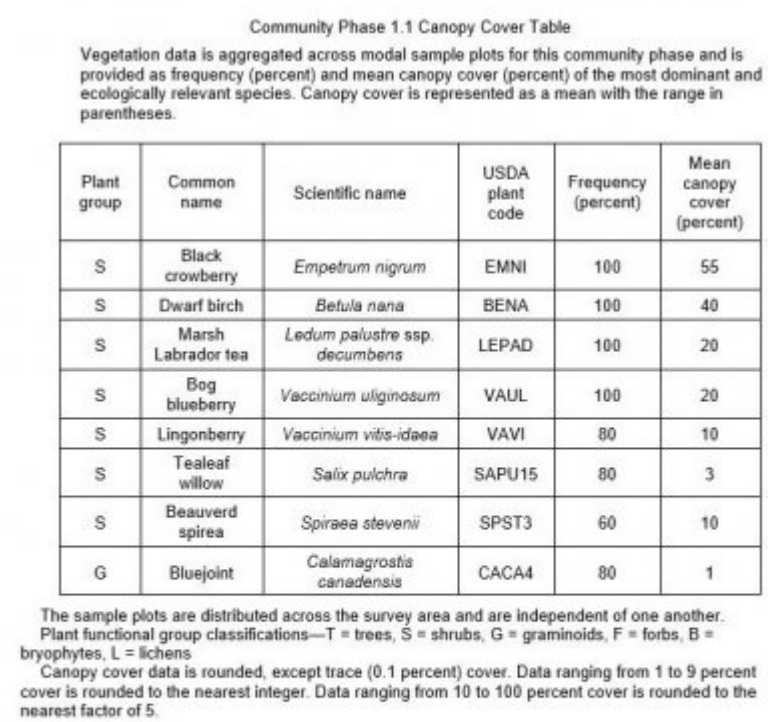 Community Phase 1.1 Canopy Cover Table
Vegetation data is aggregated across modal sample plots for this community phase and is
provided as frequency (percent) and mean canopy cover (percent) of the most dominant and
ecologically relevant species. Canopy cover is represented as a mean with the range in
parentheses.
Plant group | Common name | Scientific name | USDA plant code | Frequency (percent) | Mean canopy cover (percent)
S | Black crowberry | Empetrum nigrum | EMNI | 100 | 55
S | Dwarf birch | Betula nana | BENA | 100 | 40
S | Marsh Labrador tea | Ledum palustre ssp. decumbens | LEPAD | 100 | 20
S | Bog blueberry | Vaccinium uliginosum | VAUL | 100 | 20
S | Lingonberry | Vaccinium vitis-idaea | VAVI | 80 | 10
S | Tealeaf willow | Salix pulchra | SAPU15 | 80 | 3
S | Beauverd spirea | Spiraea stevenii | SPST3 | 60 | 10
G | Bluejoint | Calamagrostis canadensis | CACA4 | 80 | 1
The sample plots are distributed across the survey area and are independent of one another.
Plant functional group classifications—T = trees, S = shrubs, G = graminoids, F = forbs, B =
bryophytes, L = lichens
Canopy cover data is rounded, except trace (0.1 percent) cover. Data ranging from 1 to 9 percent
cover is rounded to the nearest integer. Data ranging from 10 to 100 percent cover is rounded to the
nearest factor of 5.